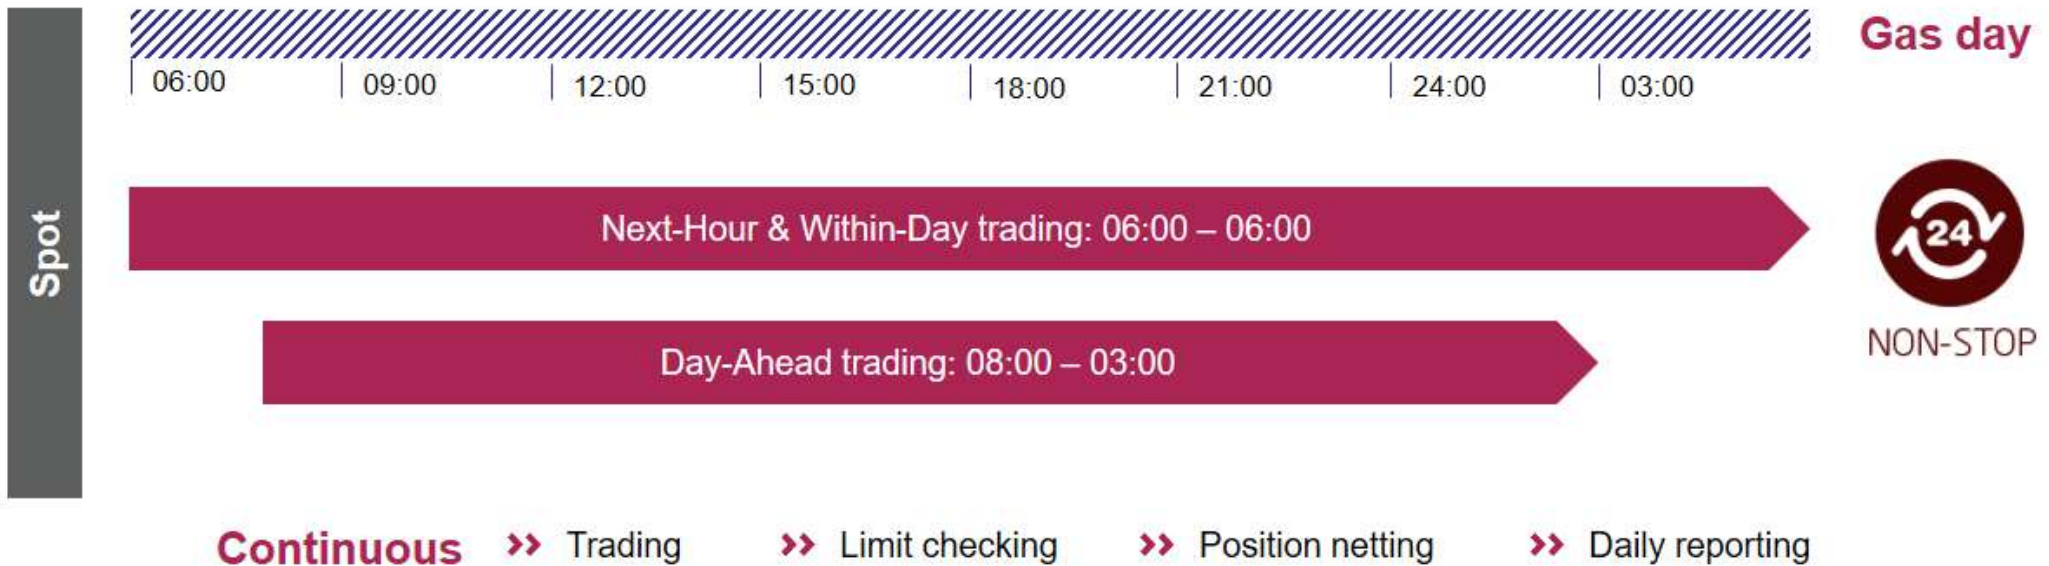 Gas day
06:00 09:00 12:00 15:00 18:00 21:00 24:00 03:00
Spot
Next-Hour & Within-Day trading: 06:00 – 06:00
24
NON-STOP
Day-Ahead trading: 08:00 – 03:00
Continuous Trading Limit checking Position netting Daily reporting